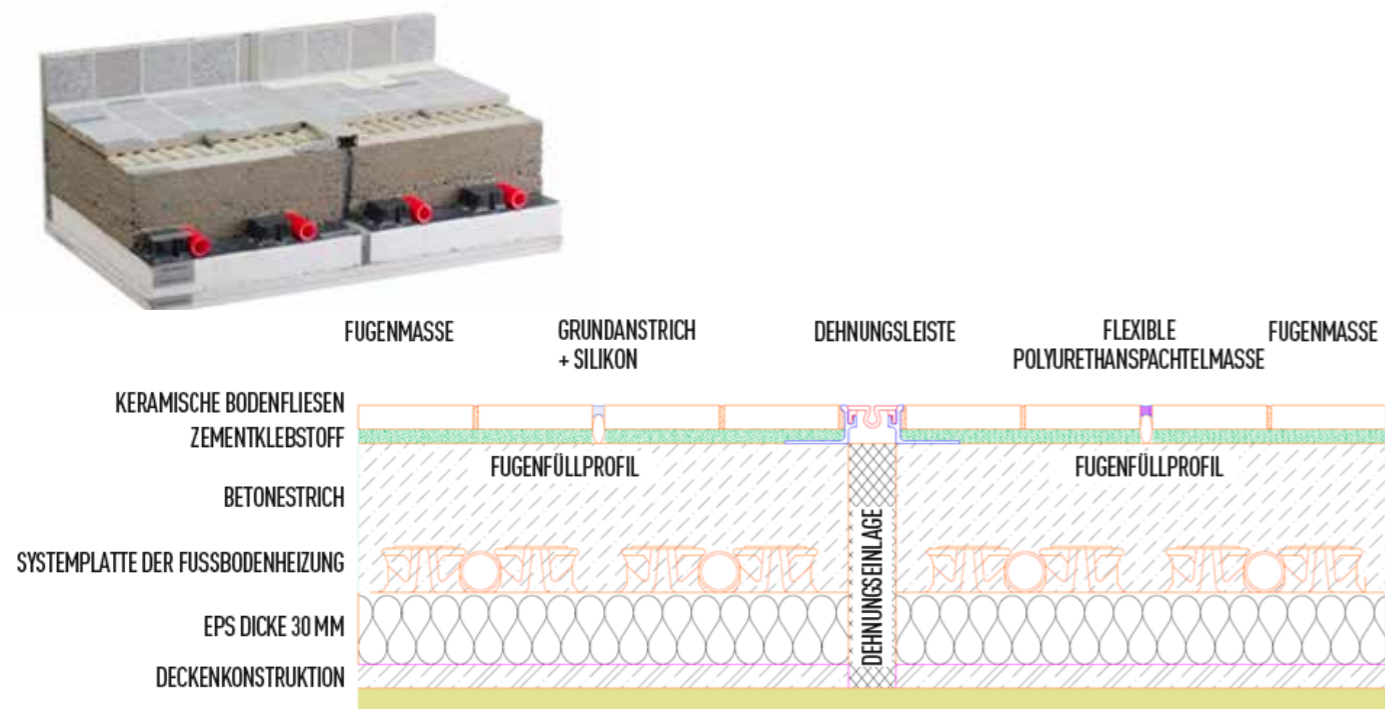 FUGENMASSE
GRUNDANSTRICH
+ SILIKON
DEHNUNGSLEISTE
FLEXIBLE
POLYURETHANSPACHTELMASSE
FUGENMASSE
KERAMISCHE BODENFLIESEN
ZEMENTKLEBSTOFF
FUGENFÜLLPROFIL
FUGENFÜLLPROFIL
BETONESTRICH
DEHNUNGSEINLAGE
SYSTEMPLATTE DER FUSSBODENHEIZUNG
EPS DICKE 30 MM
DECKENKONSTRUKTION